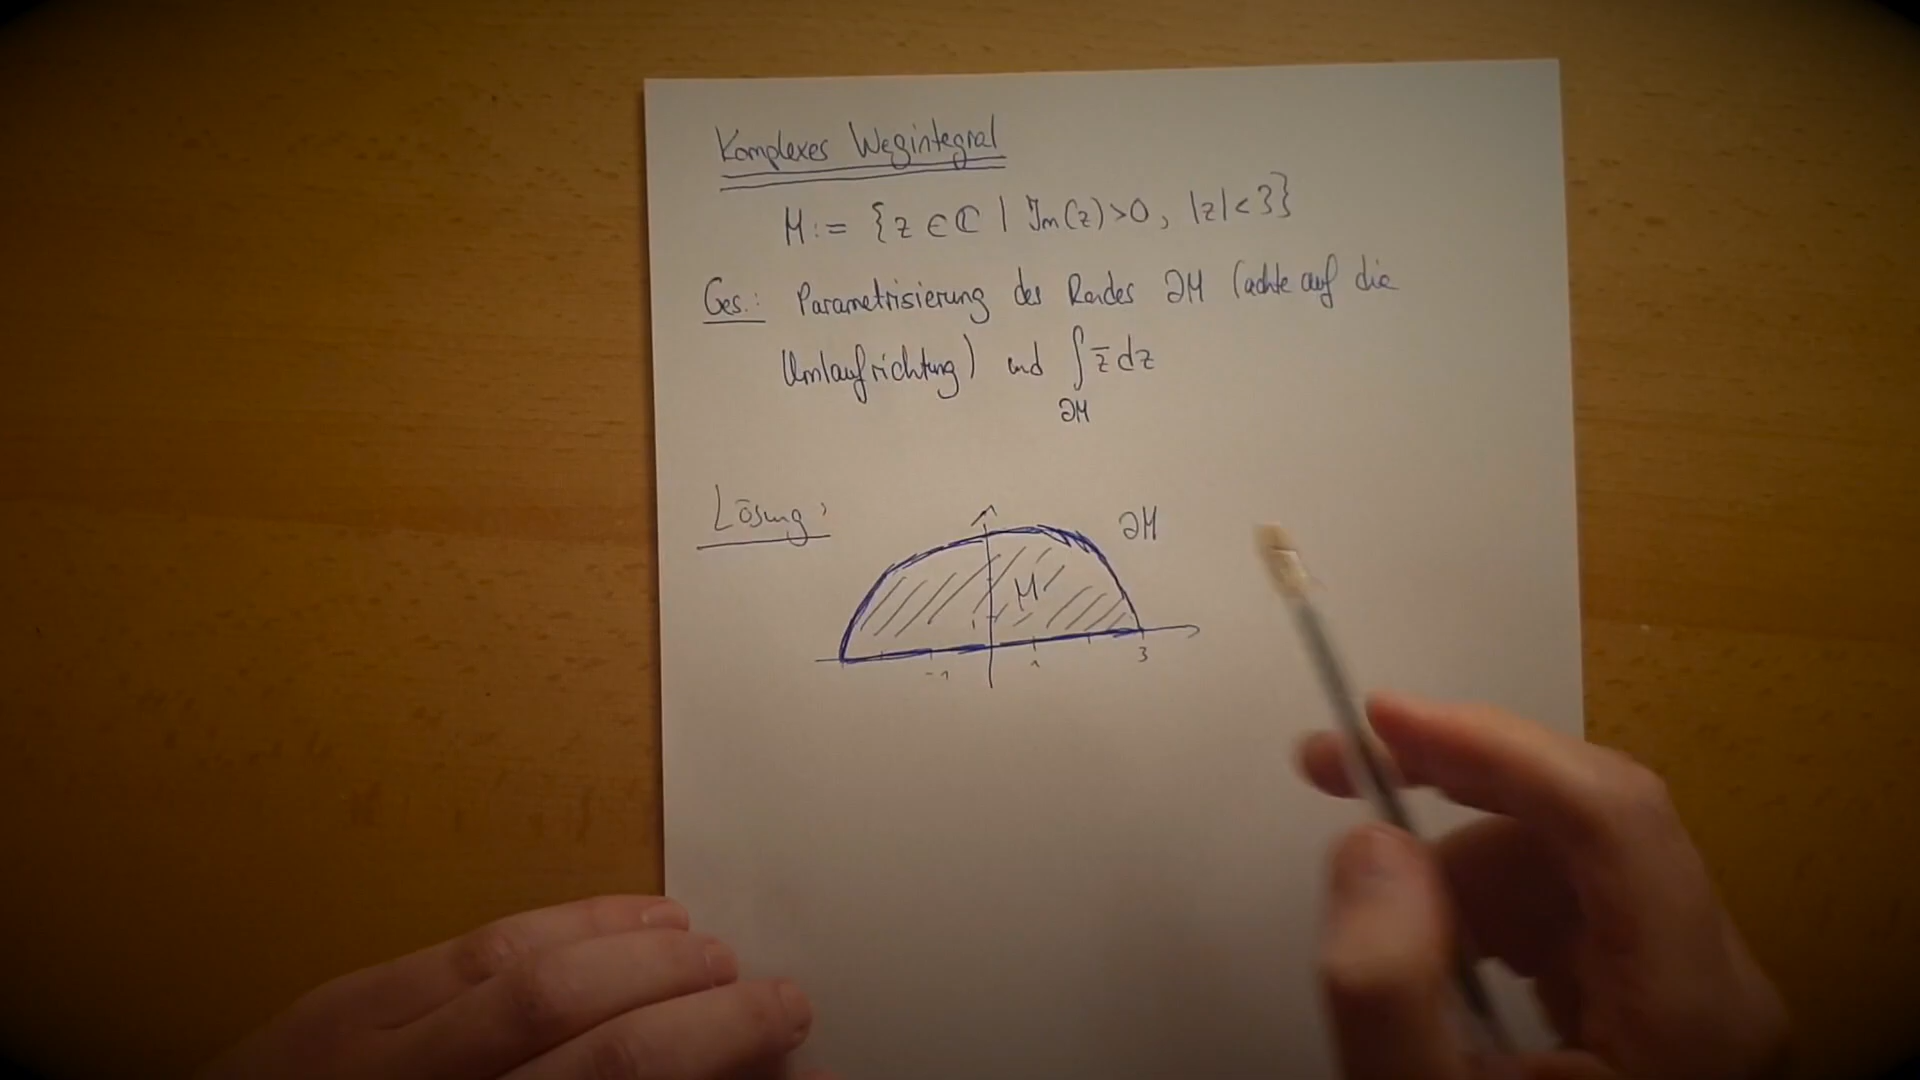 Komplexes Wegintegral
M := {z ∈ ℂ | Im(z)>0, |z|<3}
Ges.: Parametrisierung des Randes ∂M (achte auf die
Umlaufrichtung) und ∫ z̄ dz
∂M
Lösung:
∂M
M
1
-1 1 3